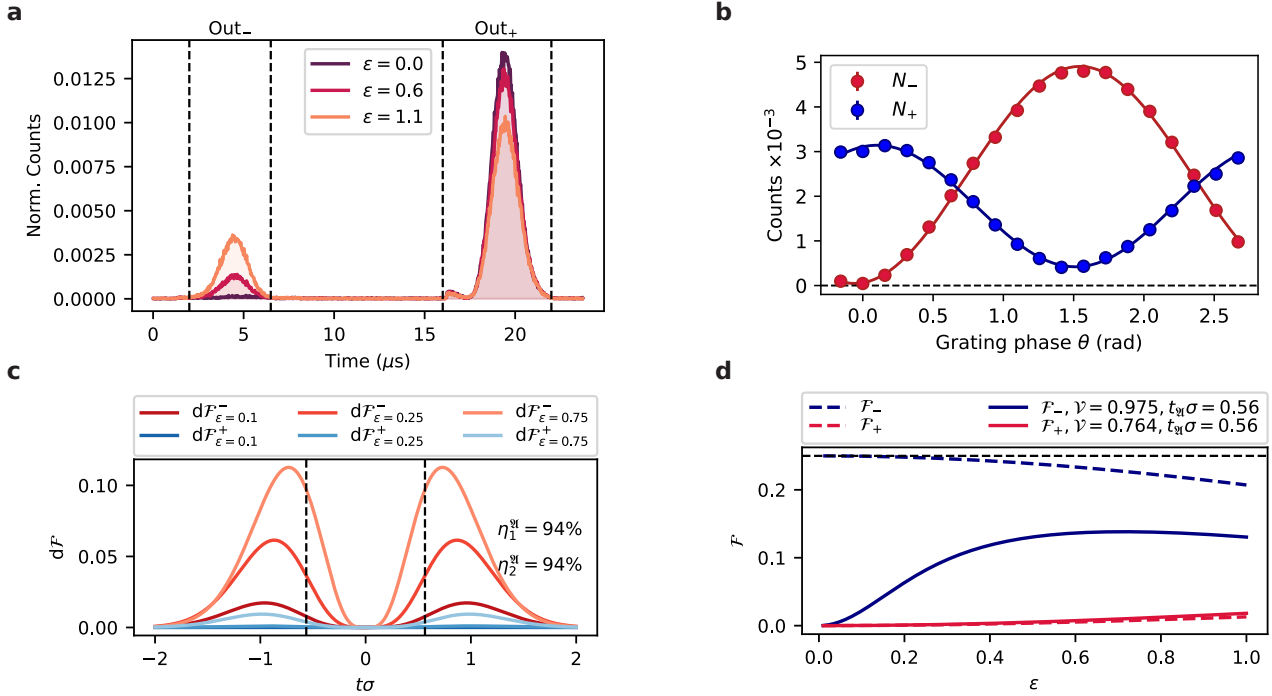 a
Out₋
Out₊
ε = 0.0
ε = 0.6
ε = 1.1
0.0125
0.0100
0.0075
0.0050
0.0025
0.0000
Norm. Counts
0 5 10 15 20
Time (μs)
b
N₋
N₊
5
4
3
2
1
0
Counts ×10⁻³
0.0 0.5 1.0 1.5 2.0 2.5
Grating phase θ (rad)
c
dℱ⁻ε=0.1 dℱ⁻ε=0.25 dℱ⁻ε=0.75
dℱ⁺ε=0.1 dℱ⁺ε=0.25 dℱ⁺ε=0.75
0.10
0.05
0.00
dℱ
η₁^𝔄 = 94%
η₂^𝔄 = 94%
−2 −1 0 1 2
tσ
d
ℱ₋ ℱ₋, 𝒱 = 0.975, t_𝔄σ = 0.56
ℱ₊ ℱ₊, 𝒱 = 0.764, t_𝔄σ = 0.56
0.2
0.1
0.0
ℱ
0.0 0.2 0.4 0.6 0.8 1.0
ε